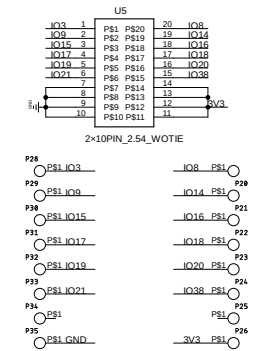 U5
IO3 1 P$1 P$20 20 IO8
IO9 2 P$2 P$19 19 IO14
IO15 3 P$3 P$18 18 IO16
IO17 4 P$4 P$17 17 IO18
IO19 5 P$5 P$16 16 IO20
IO21 6 P$6 P$15 15 IO38
7 P$7 P$14 14
8 P$8 P$13 13
9 P$9 P$12 12 3V3
10 P$10 P$11 11
2×10PIN_2.54_WOTIE
P28
P$1 IO3 IO8 P$1
P29 P20
P$1 IO9 IO14 P$1
P30 P21
P$1 IO15 IO16 P$1
P31 P22
P$1 IO17 IO18 P$1
P32 P23
P$1 IO19 IO20 P$1
P33 P24
P$1 IO21 IO38 P$1
P34 P25
P$1 P$1
P35 P26
P$1 GND 3V3 P$1